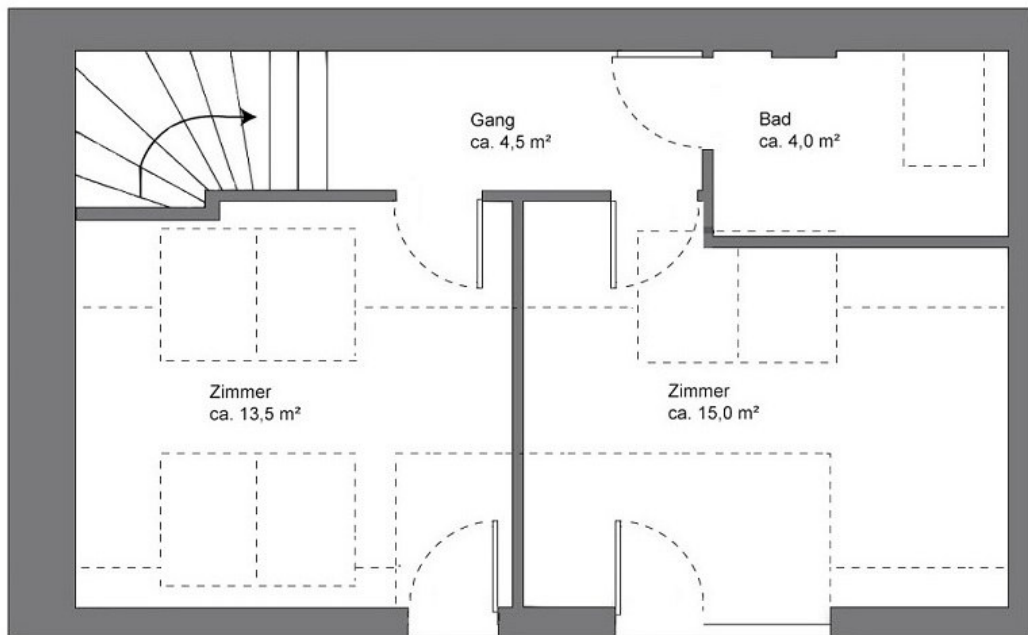 Gang
ca. 4,5 m²
Bad
ca. 4,0 m²
Zimmer
ca. 13,5 m²
Zimmer
ca. 15,0 m²